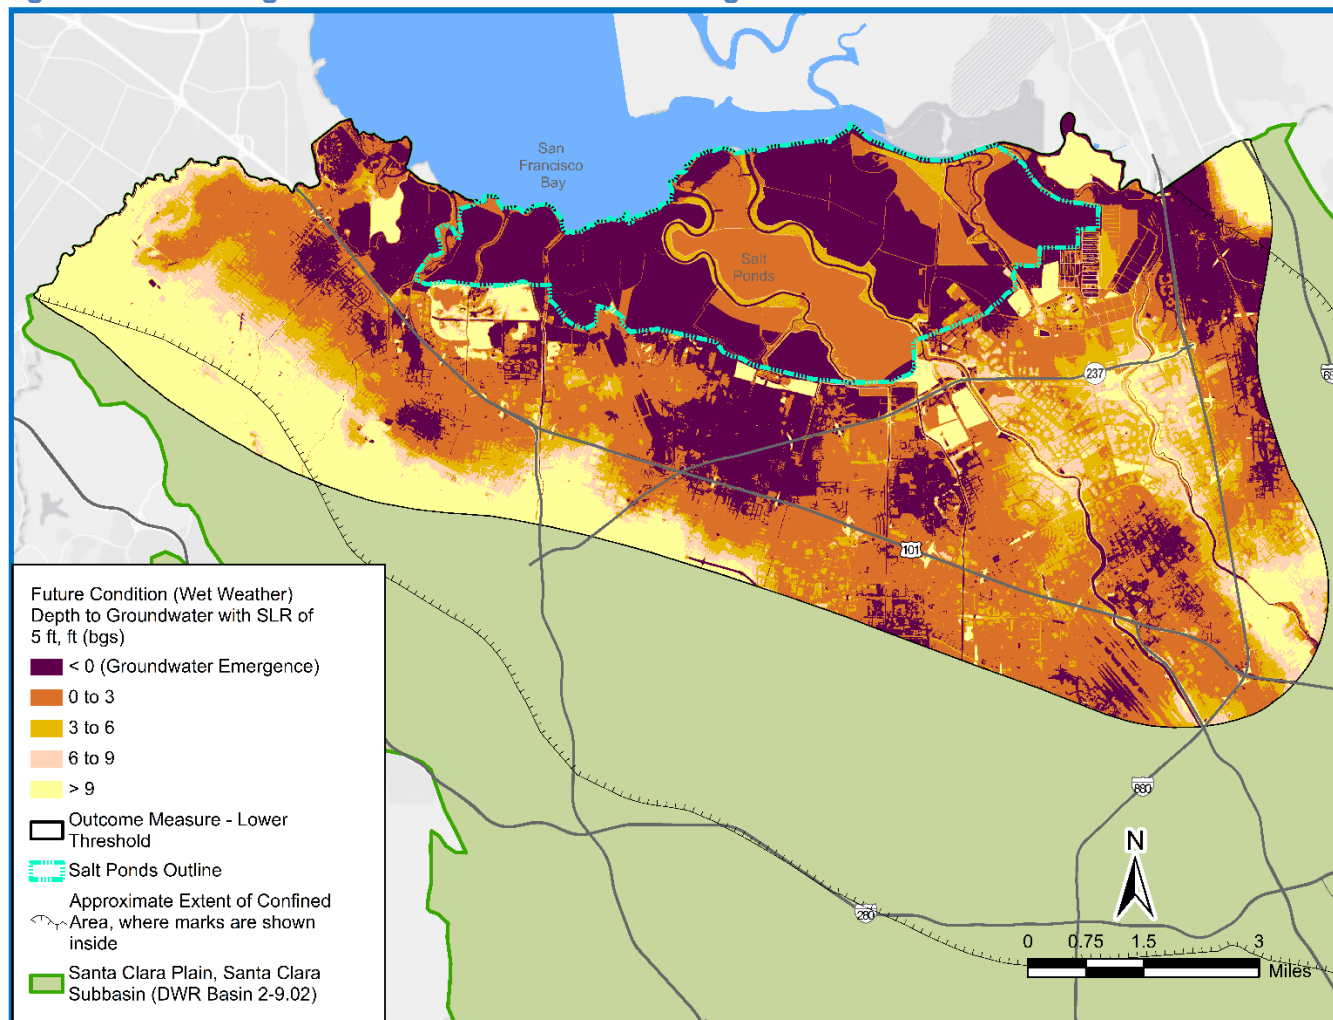 San
Francisco
Bay
Salt
Ponds
237
101
880
280
Future Condition (Wet Weather)
Depth to Groundwater with SLR of
5 ft, ft (bgs)
< 0 (Groundwater Emergence)
0 to 3
3 to 6
6 to 9
> 9
Outcome Measure - Lower
Threshold
Salt Ponds Outline
Approximate Extent of Confined
Area, where marks are shown
inside
Santa Clara Plain, Santa Clara
Subbasin (DWR Basin 2-9.02)
N
0 0.75 1.5 3
Miles